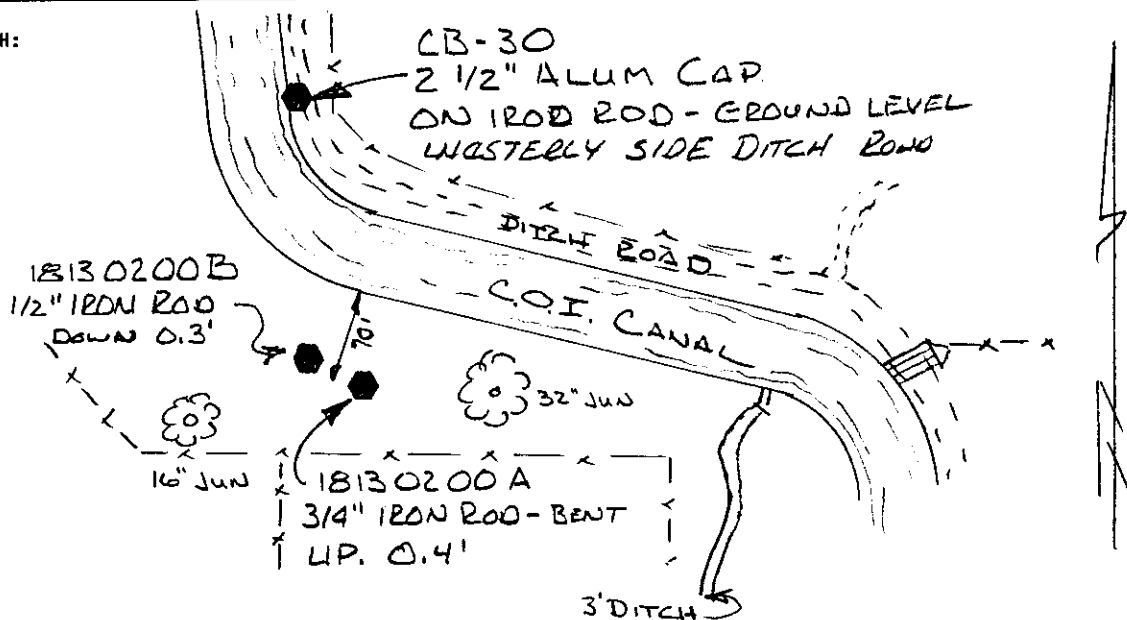 H:
CB-30
2 1/2" ALUM CAP
ON IROD ROD - GROUND LEVEL
WESTERLY SIDE DITCH ROAD
DITCH ROAD
C.O.I. CANAL
18130200B
1/2" IRON ROD
DOWN 0.3'
70'
32" JUN
16" JUN
18130200A
3/4" IRON ROD - BENT
UP. 0.4'
3' DITCH
N